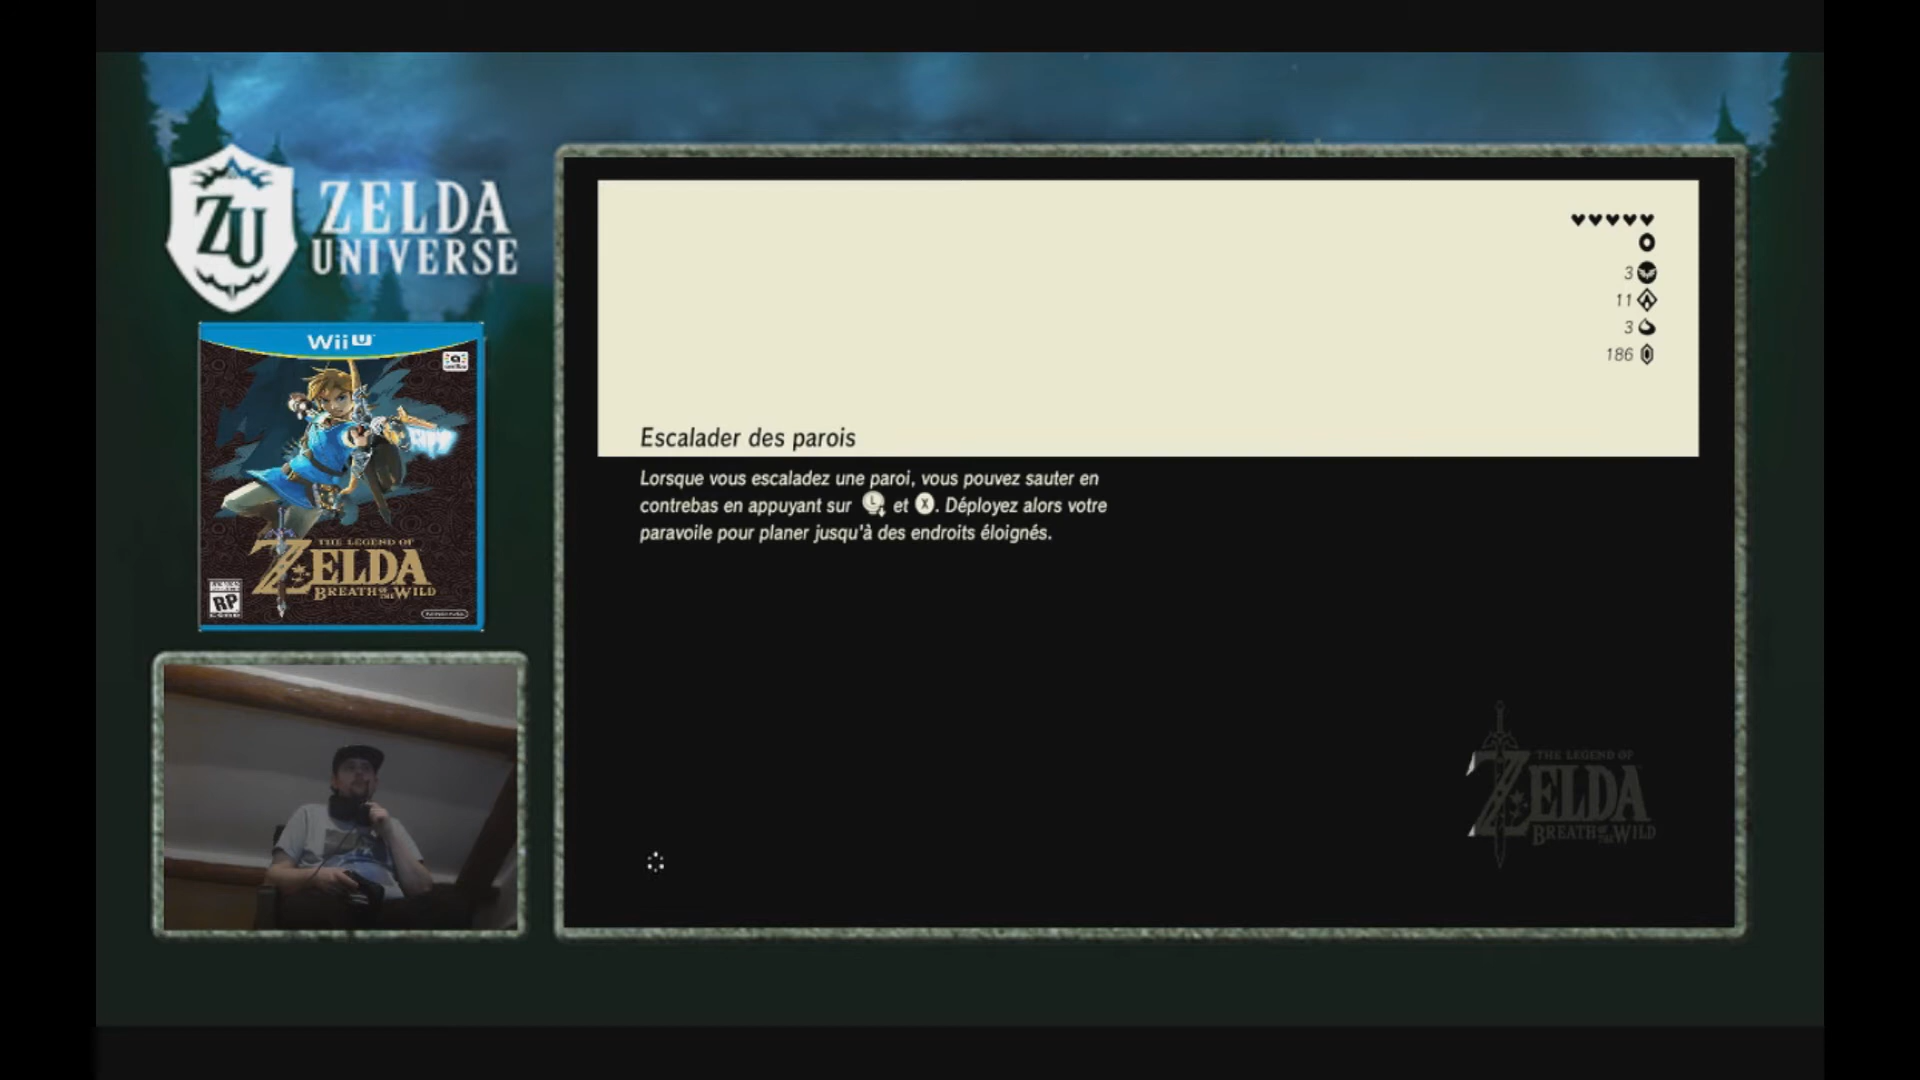 ZU
ZELDA
UNIVERSE
Wii U
THE LEGEND OF
ZELDA
BREATH OF THE WILD
RP
3
11
3
186
Escalader des parois
Lorsque vous escaladez une paroi, vous pouvez sauter en
contrebas en appuyant sur L et X. Déployez alors votre
paravoile pour planer jusqu'à des endroits éloignés.
THE LEGEND OF
ZELDA
BREATH OF THE WILD